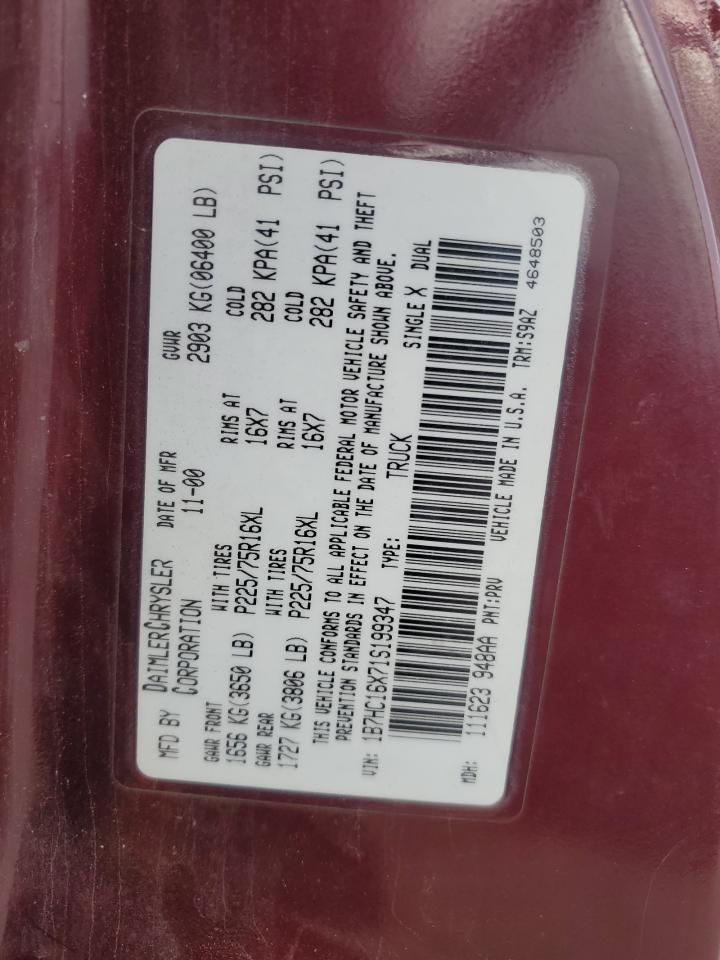 MFD BY DAIMLERCHRYSLER CORPORATION DATE OF MFR 11-00 GVWR 2903 KG(06400 LB)
GAWR FRONT WITH TIRES RIMS AT COLD
1656 KG(3650 LB) P225/75R16XL 16X7 282 KPA(41 PSI)
GAWR REAR WITH TIRES RIMS AT COLD
1727 KG(3806 LB) P225/75R16XL 16X7 282 KPA(41 PSI)
THIS VEHICLE CONFORMS TO ALL APPLICABLE FEDERAL MOTOR VEHICLE SAFETY AND THEFT
PREVENTION STANDARDS IN EFFECT ON THE DATE OF MANUFACTURE SHOWN ABOVE.
VIN: 1B7HC16X71S199347 TYPE: TRUCK SINGLE X DUAL
MDH: 111623 948AA PNT:PRV VEHICLE MADE IN U.S.A. TRM:S9AZ 4648503